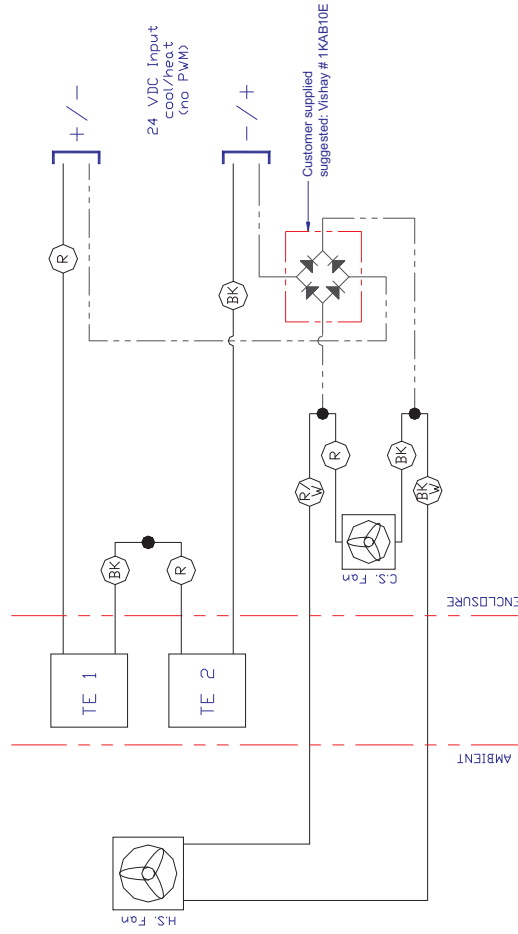 + / -
24 VDC Input
cool/heat
(no PWM)
- / +
Customer supplied
suggested: Vishay # 1KAB10E
R
BK
BK
R
R/
W
R
BK
BK
W
C.S. Fan
ENCLOSURE
TE 1
TE 2
AMBIENT
H.S. Fan